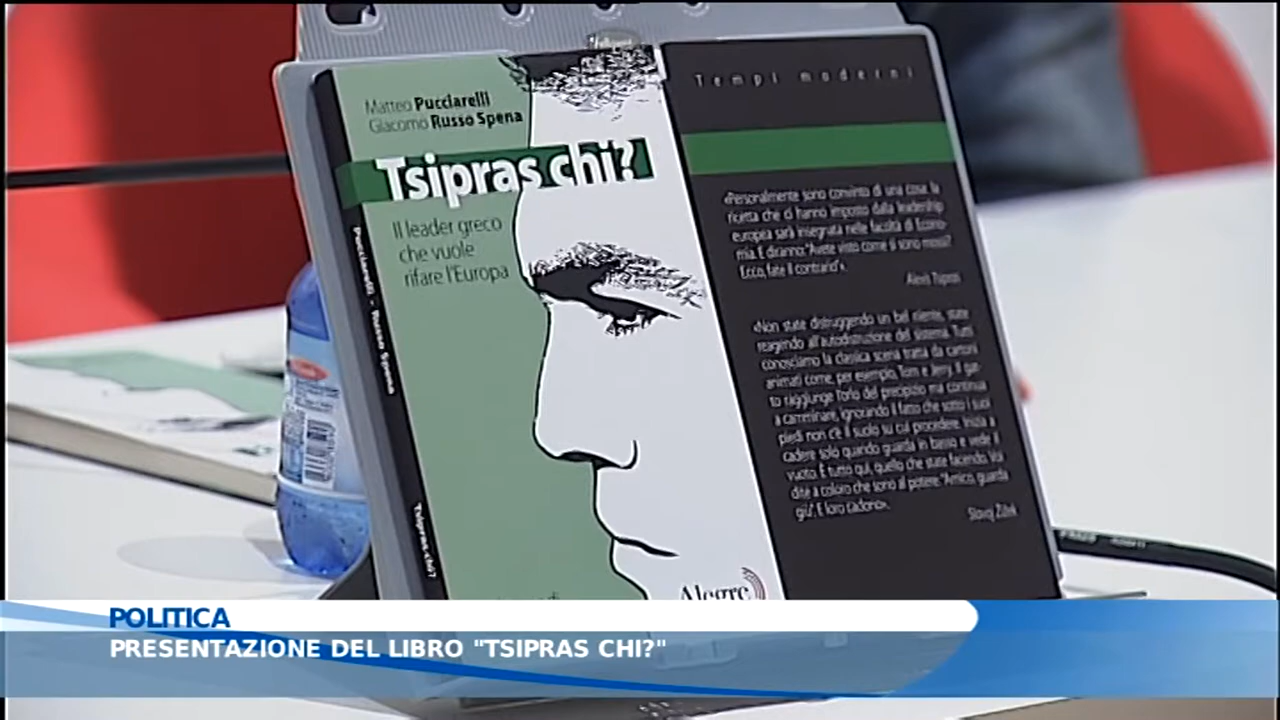 Tempi moderni
Matteo Pucciarelli
Giacomo Russo Spena
Tsipras chi?
Il leader greco
che vuole
rifare l'Europa
Pucciarelli - Russo Spena
Tsipras chi?
Alegre
«Personalmente sono convinto di una cosa: la
ricetta che ci hanno imposto dalla leadership
europea sarà insegnata nelle facoltà di Econo-
mia. E diranno: "Avete visto come si sono mossi?
Ecco, fate il contrario"».
Alexis Tsipras
«Non state distruggendo un bel niente, state
reagendo all'autodistruzione del sistema. Tutti
conosciamo la classica scena tratta da cartoni
animati come, per esempio, Tom e Jerry. Il gat-
to raggiunge l'orlo del precipizio ma continua
a camminare, ignorando il fatto che sotto i suoi
piedi non c'è il suolo su cui procedere. Inizia a
cadere solo quando guarda in basso e vede il
vuoto. È tutto qui, quello che state facendo. Voi
dite a coloro che sono al potere: "Amico, guarda
giù". E loro cadono».
Slavoj Žižek
POLITICA
PRESENTAZIONE DEL LIBRO "TSIPRAS CHI?"